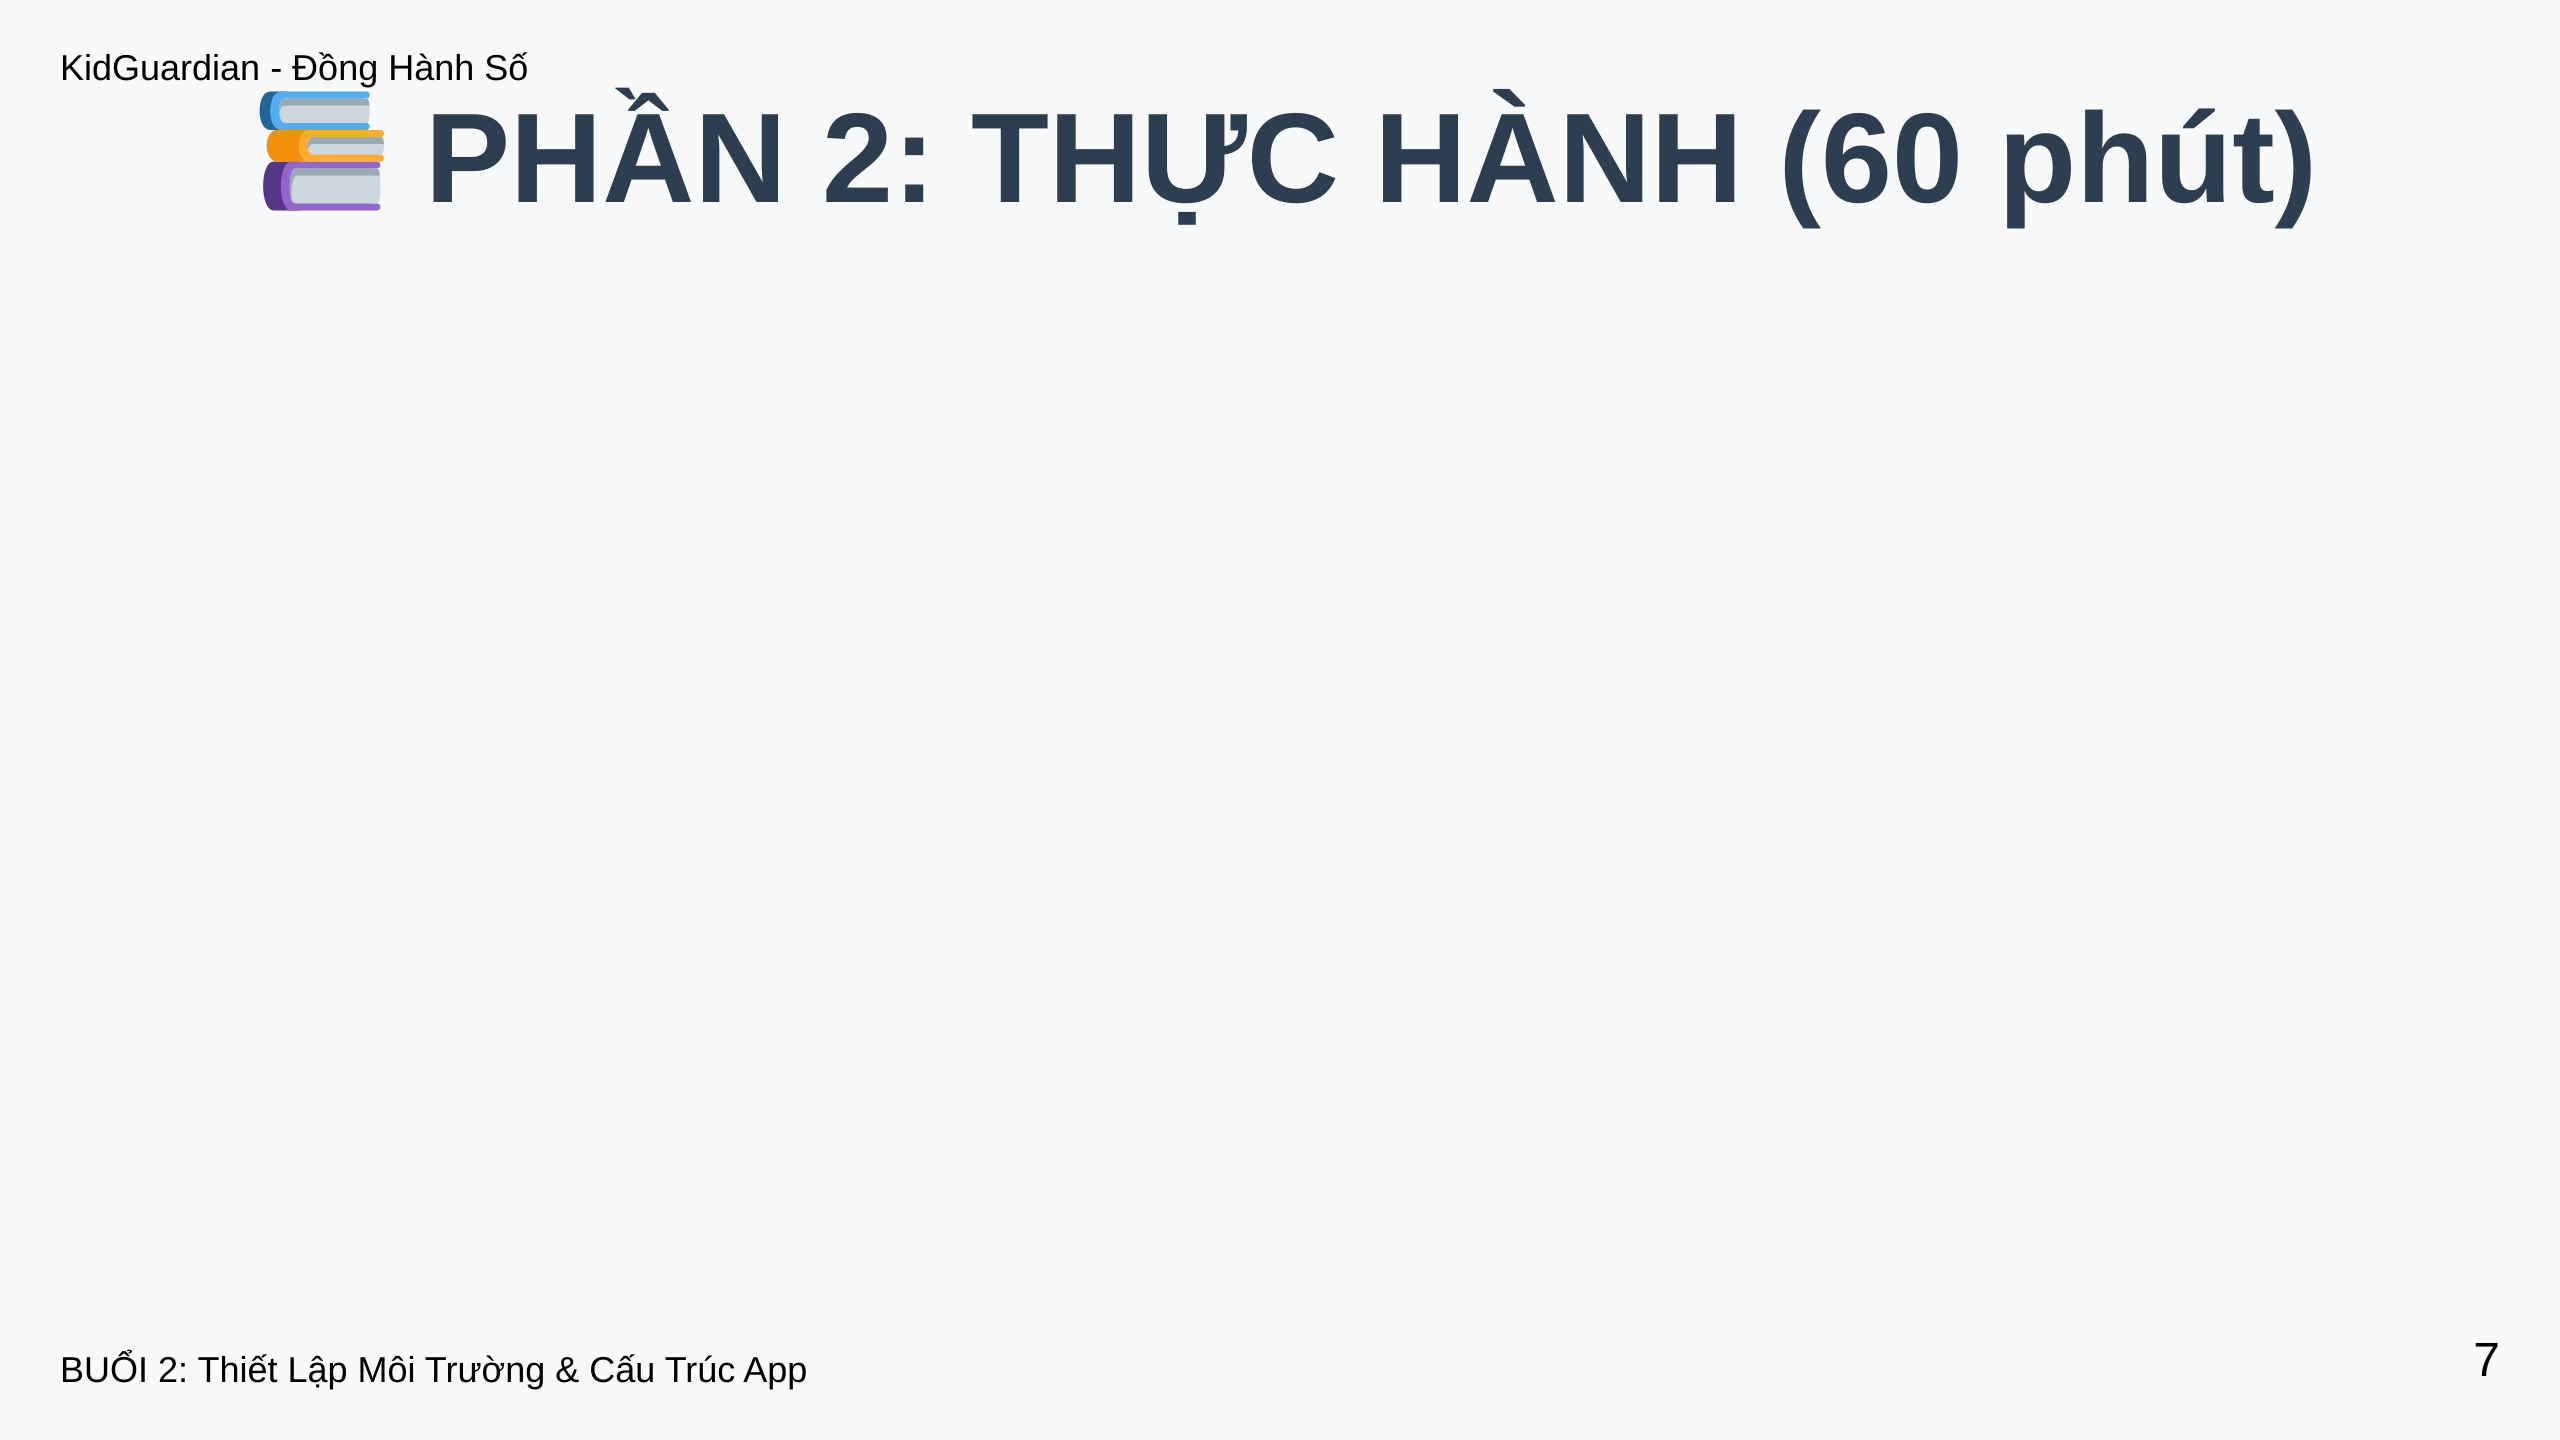 KidGuardian - Đồng Hành Số
PHẦN 2: THỰC HÀNH (60 phút)
BUỔI 2: Thiết Lập Môi Trường & Cấu Trúc App
7